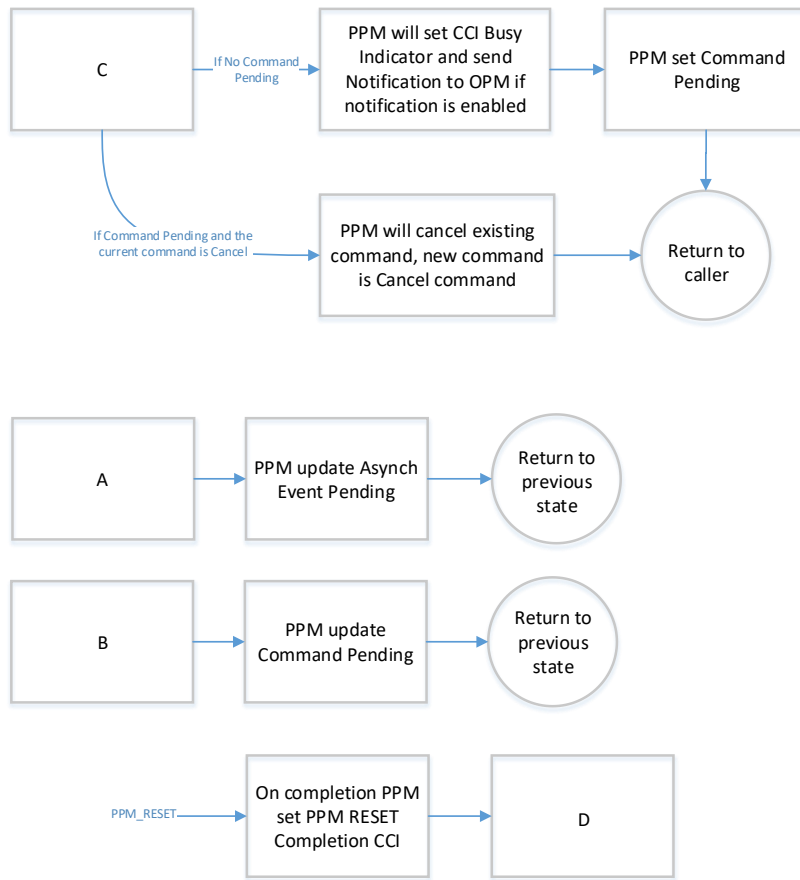 C
If No Command
Pending
PPM will set CCI Busy
Indicator and send
Notification to OPM if
notification is enabled
PPM set Command
Pending
If Command Pending and the
current command is Cancel
PPM will cancel existing
command, new command
is Cancel command
Return to
caller
A
PPM update Asynch
Event Pending
Return to
previous
state
B
PPM update
Command Pending
Return to
previous
state
PPM_RESET
On completion PPM
set PPM RESET
Completion CCI
D